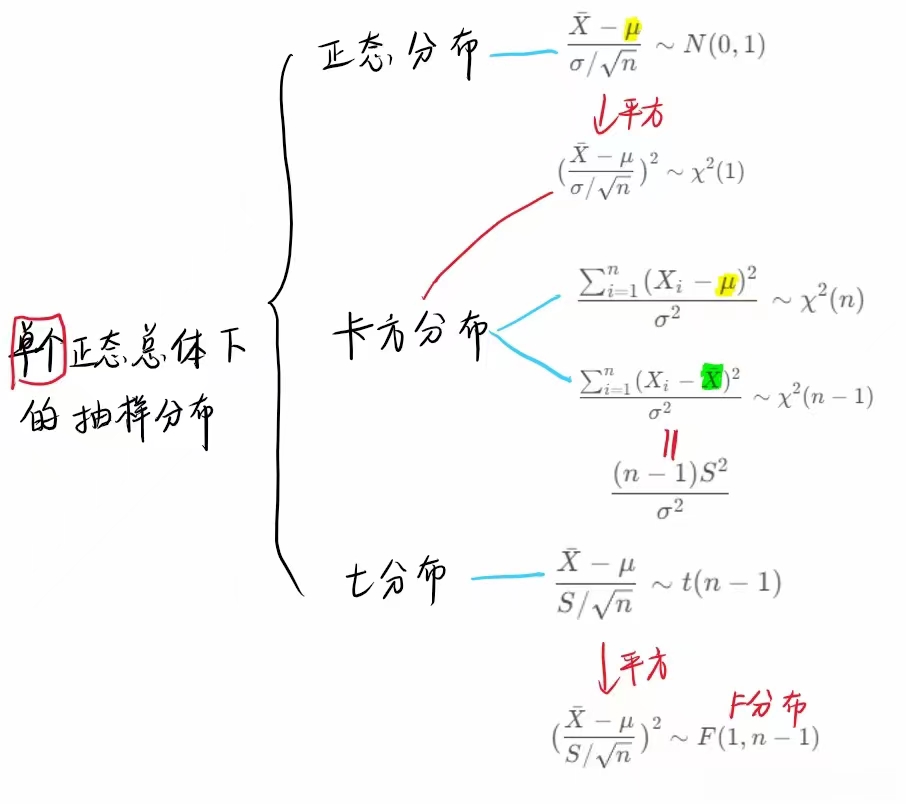 正态分布
\frac{\bar{X} - \mu}{\sigma/\sqrt{n}} \sim N(0,1)
↓平方
(\frac{\bar{X} - \mu}{\sigma/\sqrt{n}})^2 \sim \chi^2(1)
单个正态总体下
的抽样分布
卡方分布
\frac{\sum_{i=1}^{n}(X_i - \mu)^2}{\sigma^2} \sim \chi^2(n)
\frac{\sum_{i=1}^{n}(X_i - \bar{X})^2}{\sigma^2} \sim \chi^2(n-1)
=
\frac{(n-1)S^2}{\sigma^2}
t分布
\frac{\bar{X} - \mu}{S/\sqrt{n}} \sim t(n-1)
↓平方
F分布
(\frac{\bar{X} - \mu}{S/\sqrt{n}})^2 \sim F(1, n-1)